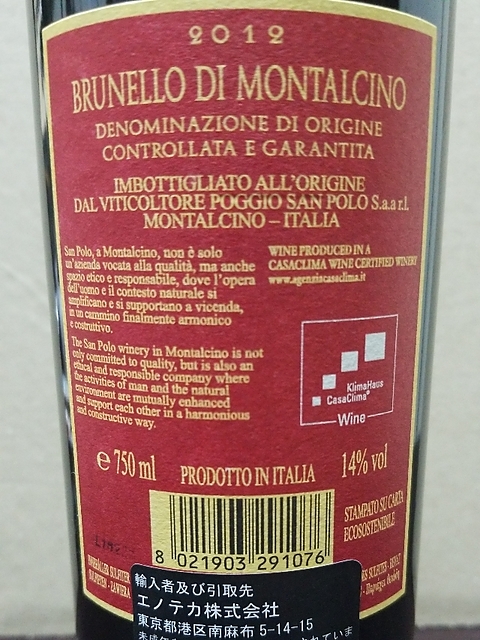 2012
BRUNELLO DI MONTALCINO
DENOMINAZIONE DI ORIGINE
CONTROLLATA E GARANTITA
IMBOTTIGLIATO ALL'ORIGINE
DAL VITICOLTORE POGGIO SAN POLO S.a a r.l.
MONTALCINO – ITALIA
San Polo, a Montalcino, non è solo
un'azienda vocata alla qualità, ma anche
spazio etico e responsabile, dove l'opera
dell'uomo e il contesto naturale si
amplificano e si supportano a vicenda,
in un cammino finalmente armonico
e costruttivo.
The San Polo winery in Montalcino is not
only committed to quality, but is also an
ethical and responsible company where
the activities of man and the natural
environment are mutually enhanced
and support each other in a harmonious
and constructive way.
WINE PRODUCED IN A
CASACLIMA WINE CERTIFIED WINERY
www.agenziacasaclima.it
KlimaHaus
CasaClima®
Wine
e 750 ml
PRODOTTO IN ITALIA
14% vol
STAMPATO SU CARTA
ECOSOSTENIBILE
8 021903 291076
輸入者及び引取先
エノテカ株式会社
東京都港区南麻布 5-14-15